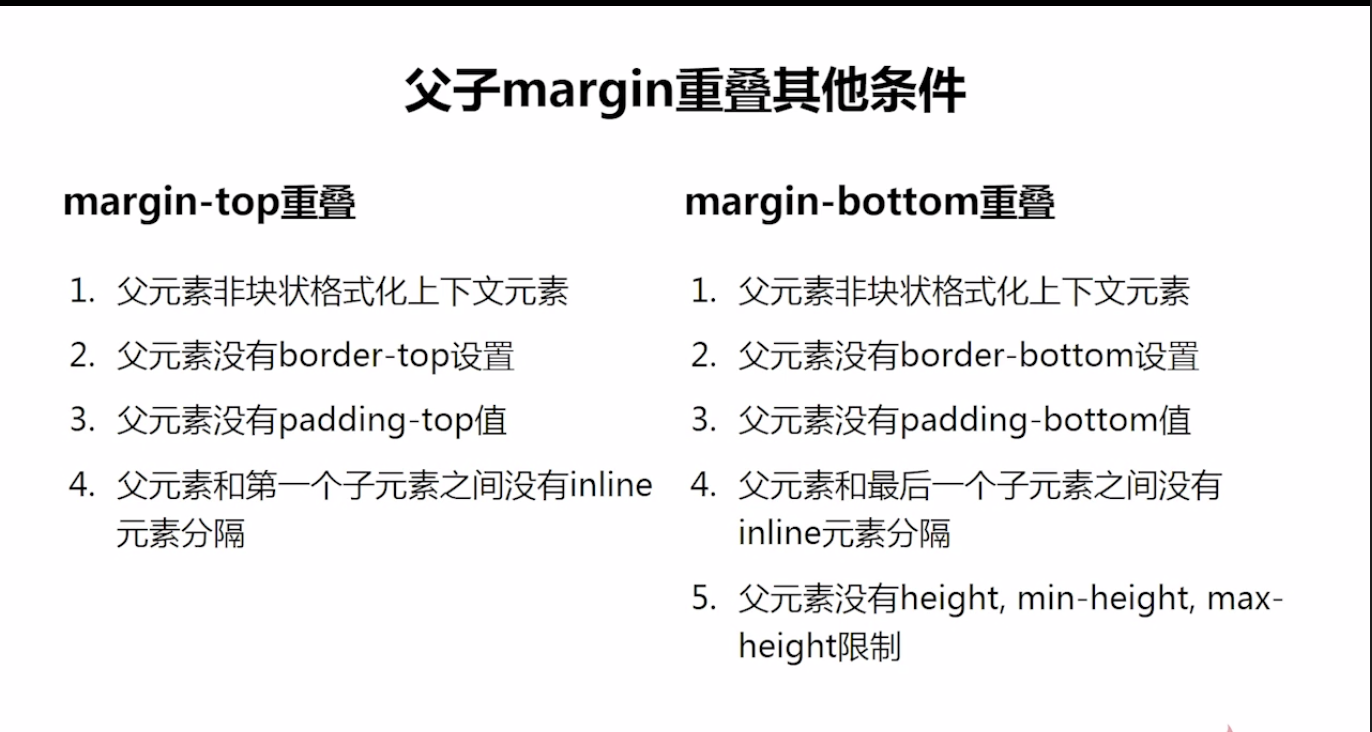 父子margin重叠其他条件
margin-top重叠
1. 父元素非块状格式化上下文元素
2. 父元素没有border-top设置
3. 父元素没有padding-top值
4. 父元素和第一个子元素之间没有inline
元素分隔
margin-bottom重叠
1. 父元素非块状格式化上下文元素
2. 父元素没有border-bottom设置
3. 父元素没有padding-bottom值
4. 父元素和最后一个子元素之间没有
inline元素分隔
5. 父元素没有height, min-height, max-
height限制